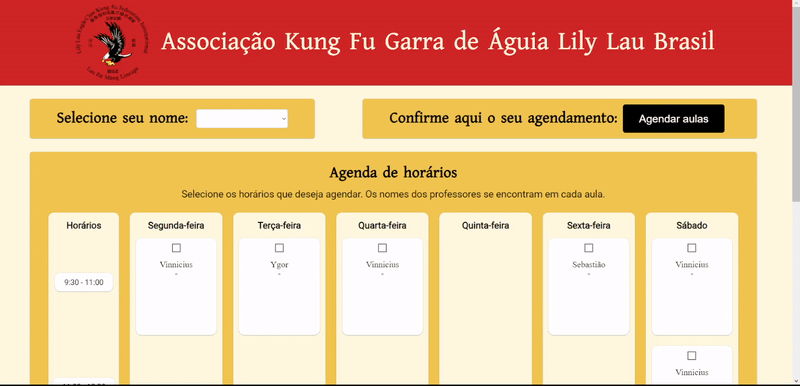 Associação Kung Fu Garra de Águia Lily Lau Brasil
Selecione seu nome:
Confirme aqui o seu agendamento: Agendar aulas
Agenda de horários
Selecione os horários que deseja agendar. Os nomes dos professores se encontram em cada aula.
Horários Segunda-feira Terça-feira Quarta-feira Quinta-feira Sexta-feira Sábado
Vinnicius Ygor Vinnicius Sebastião Vinnicius
- - - - -
9:30 - 11:00
Vinnicius